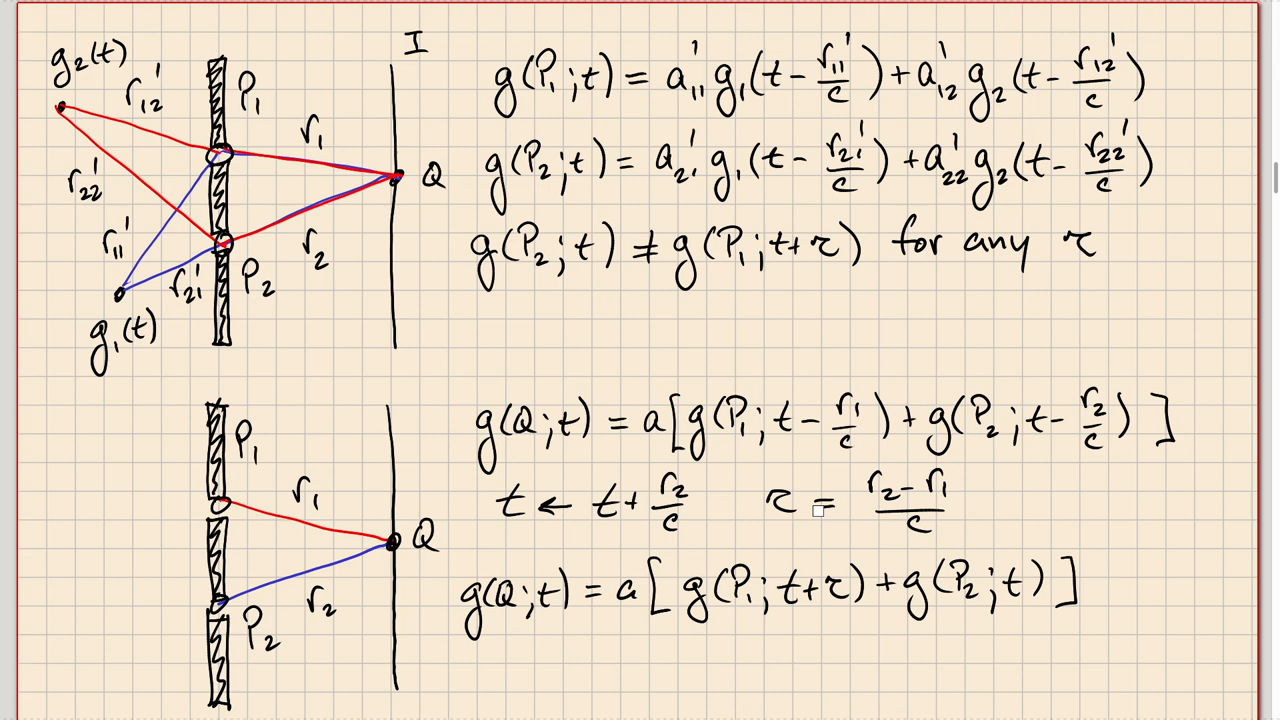 g₂(t)
r₁₂'
P₁
I
r₁
Q
r₂₂'
r₁₁'
r₂₁'
r₂
P₂
g₁(t)
g(P₁;t) = a₁₁' g₁(t - r₁₁'/c) + a₁₂' g₂(t - r₁₂'/c)
g(P₂;t) = a₂₁' g₁(t - r₂₁'/c) + a₂₂' g₂(t - r₂₂'/c)
g(P₂;t) ≠ g(P₁;t+τ) for any τ
P₁
r₁
Q
r₂
P₂
g(Q;t) = a[g(P₁;t - r₁/c) + g(P₂;t - r₂/c)]
t ← t + r₂/c τ = (r₂ - r₁)/c
g(Q;t) = a[g(P₁;t+τ) + g(P₂;t)]